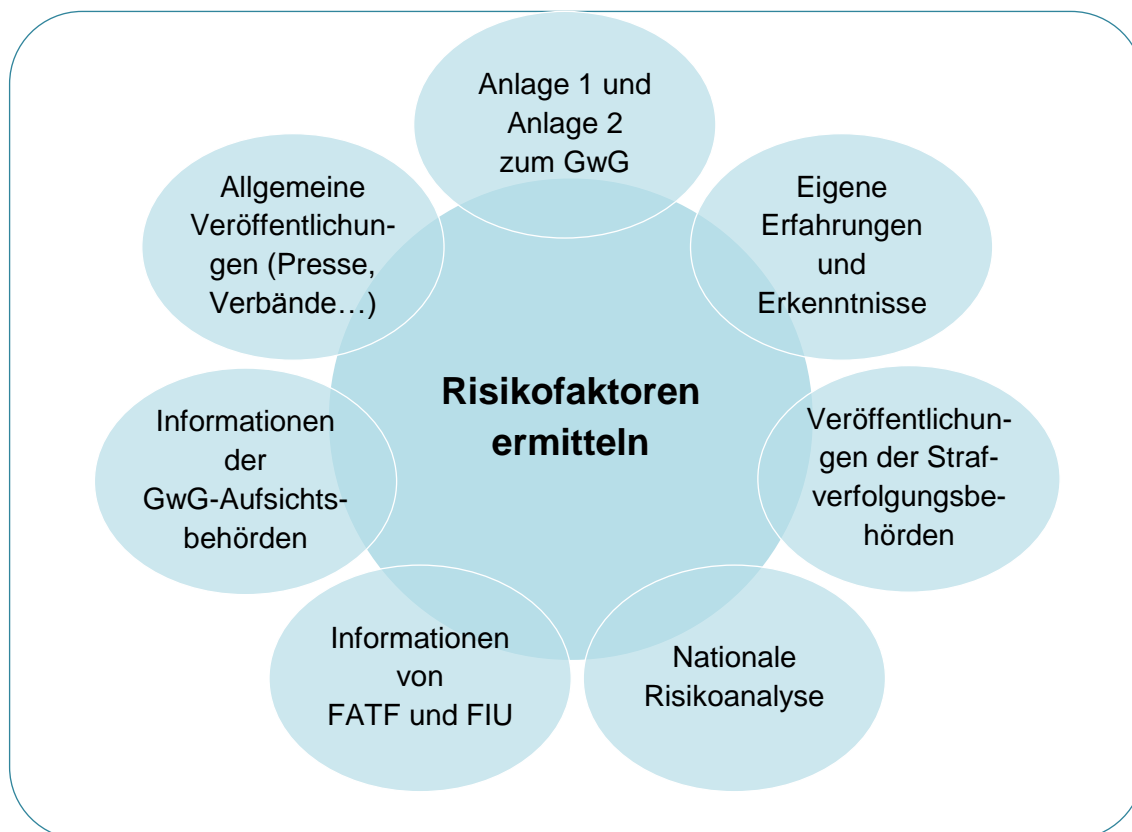 Anlage 1 und
Anlage 2
zum GwG
Eigene
Erfahrungen
und
Erkenntnisse
Veröffentlichun-
gen der Straf-
verfolgungsbe-
hörden
Nationale
Risikoanalyse
Informationen
von
FATF und FIU
Informationen
der
GwG-Aufsichts-
behörden
Allgemeine
Veröffentlichun-
gen (Presse,
Verbände…)
Risikofaktoren
ermitteln